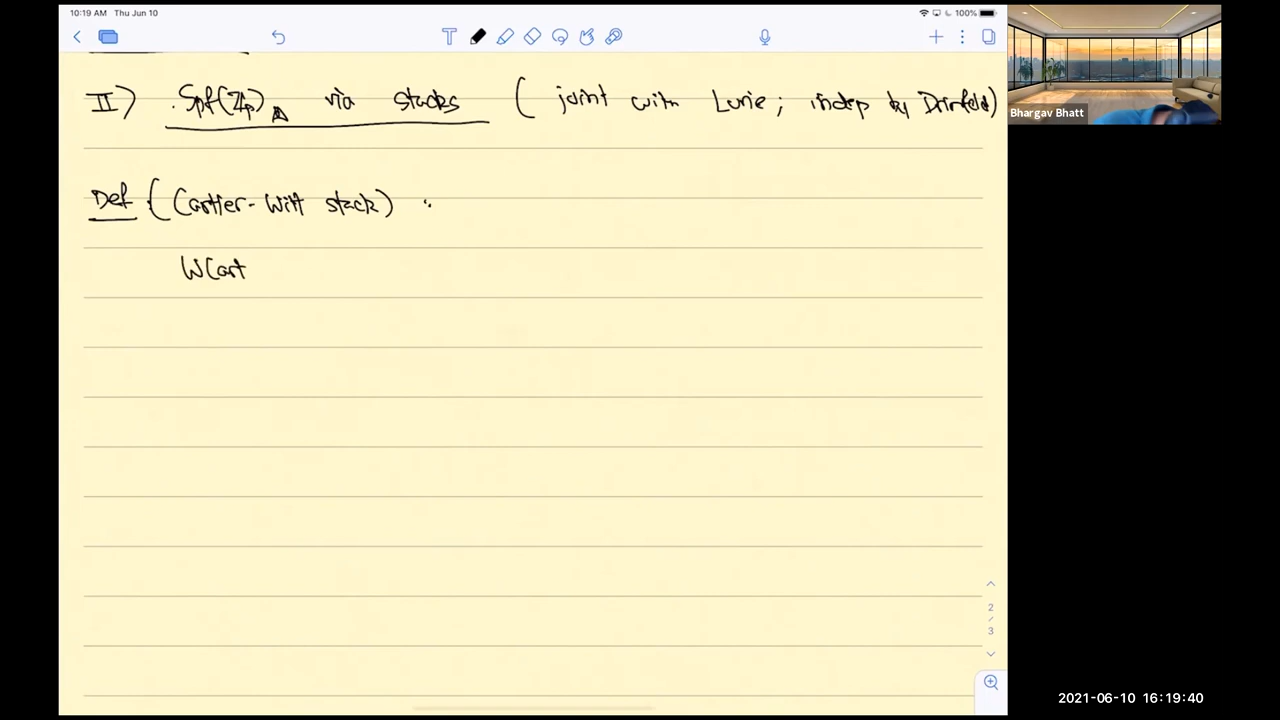 10:19 AM Thu Jun 10
100%
II) Spf(ℤp)_Δ via stacks ( joint with Lurie; indep by Drinfeld)
Bhargav Bhatt
Def (Cartier-Witt stack) :
WCart
2
/
3
2021-06-10 16:19:40